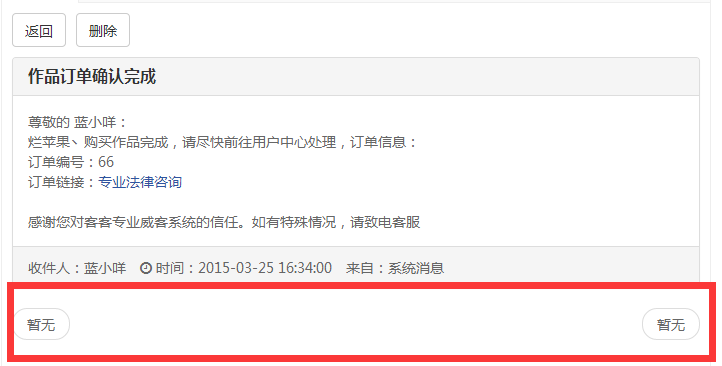 返回 删除
作品订单确认完成
尊敬的 蓝小咩：
烂苹果丶购买作品完成，请尽快前往用户中心处理，订单信息：
订单编号：66
订单链接：专业法律咨询
感谢您对客客专业威客系统的信任。如有特殊情况，请致电客服
收件人：蓝小咩 时间：2015-03-25 16:34:00 来自：系统消息
暂无 暂无